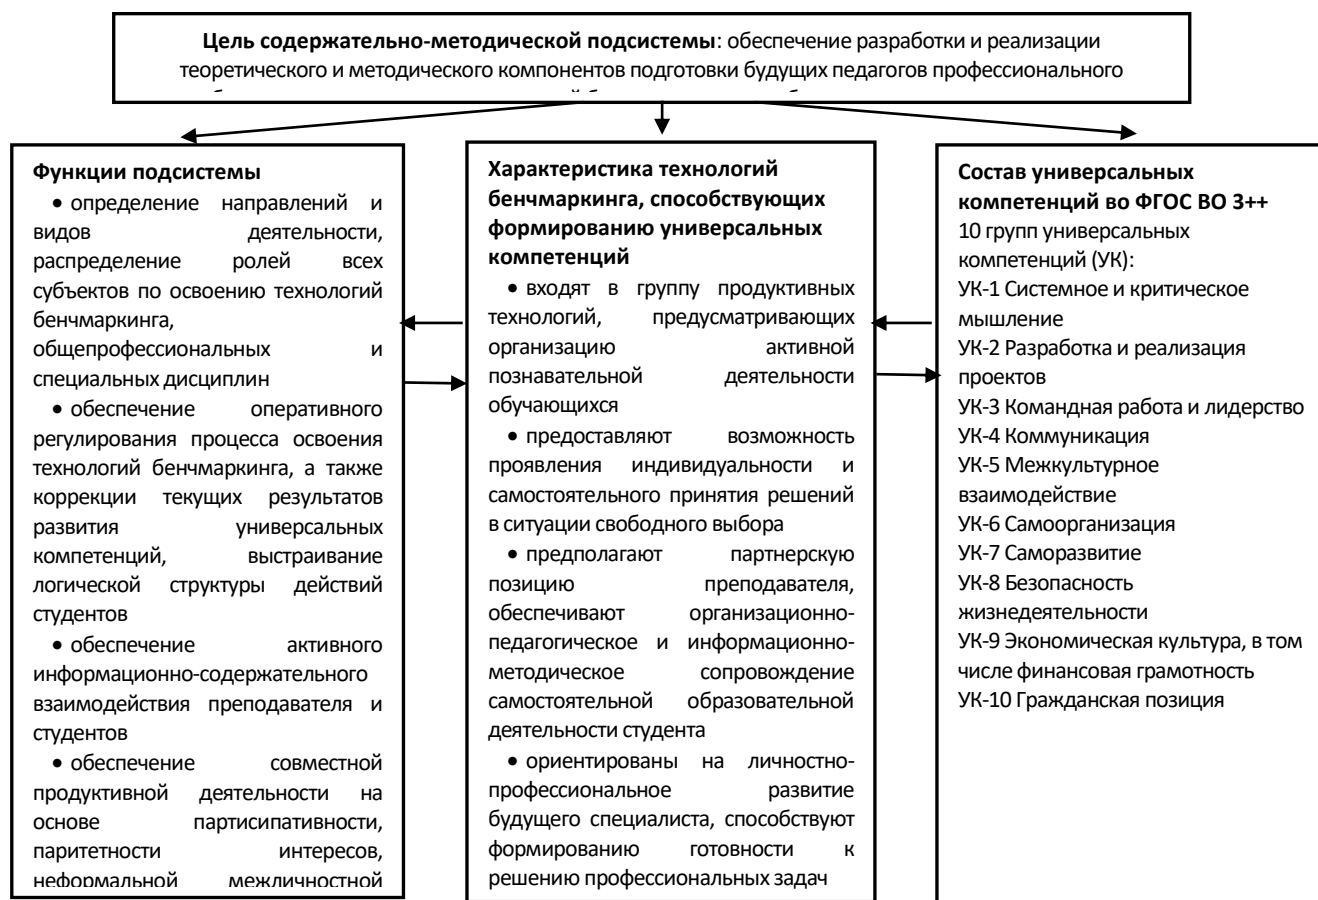 Цель содержательно-методической подсистемы: обеспечение разработки и реализации
теоретического и методического компонентов подготовки будущих педагогов профессионального
Функции подсистемы
• определение направлений и
видов деятельности,
распределение ролей всех
субъектов по освоению технологий
бенчмаркинга,
общепрофессиональных и
специальных дисциплин
• обеспечение оперативного
регулирования процесса освоения
технологий бенчмаркинга, а также
коррекции текущих результатов
развития универсальных
компетенций, выстраивание
логической структуры действий
студентов
• обеспечение активного
информационно-содержательного
взаимодействия преподавателя и
студентов
• обеспечение совместной
продуктивной деятельности на
основе партисипативности,
паритетности интересов,
неформальной межличностной
Характеристика технологий
бенчмаркинга, способствующих
формированию универсальных
компетенций
• входят в группу продуктивных
технологий, предусматривающих
организацию активной
познавательной деятельности
обучающихся
• предоставляют возможность
проявления индивидуальности и
самостоятельного принятия решений
в ситуации свободного выбора
• предполагают партнерскую
позицию преподавателя,
обеспечивают организационно-
педагогическое и информационно-
методическое сопровождение
самостоятельной образовательной
деятельности студента
• ориентированы на личностно-
профессиональное развитие
будущего специалиста, способствуют
формированию готовности к
решению профессиональных задач
Состав универсальных
компетенций во ФГОС ВО 3++
10 групп универсальных
компетенций (УК):
УК-1 Системное и критическое
мышление
УК-2 Разработка и реализация
проектов
УК-3 Командная работа и лидерство
УК-4 Коммуникация
УК-5 Межкультурное
взаимодействие
УК-6 Самоорганизация
УК-7 Саморазвитие
УК-8 Безопасность
жизнедеятельности
УК-9 Экономическая культура, в том
числе финансовая грамотность
УК-10 Гражданская позиция